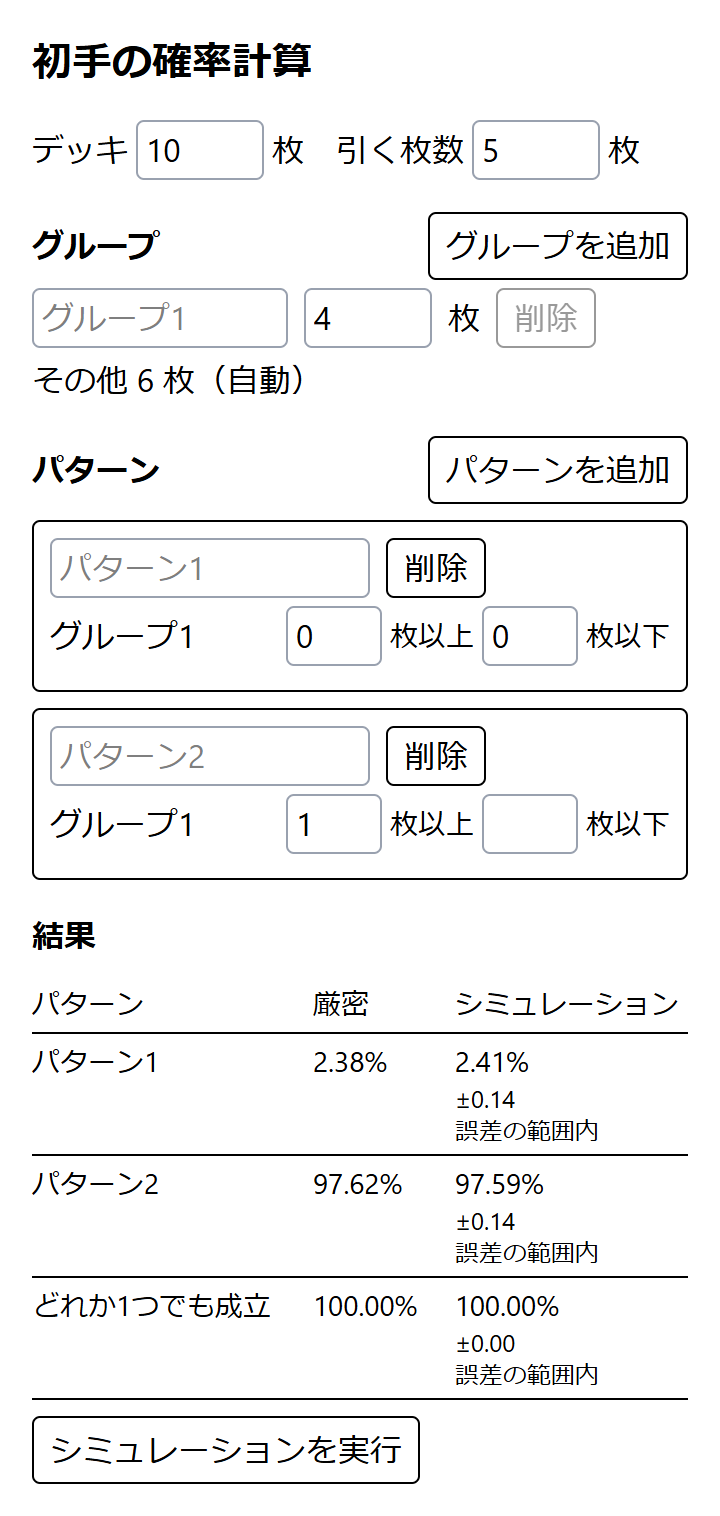 初手の確率計算
デッキ 10 枚 引く枚数 5 枚
グループ グループを追加
グループ1 4 枚 削除
その他 6 枚（自動）
パターン パターンを追加
パターン1 削除
グループ1 0 枚以上 0 枚以下
パターン2 削除
グループ1 1 枚以上 枚以下
結果
パターン 厳密 シミュレーション
パターン1 2.38% 2.41%
±0.14
誤差の範囲内
パターン2 97.62% 97.59%
±0.14
誤差の範囲内
どれか1つでも成立 100.00% 100.00%
±0.00
誤差の範囲内
シミュレーションを実行